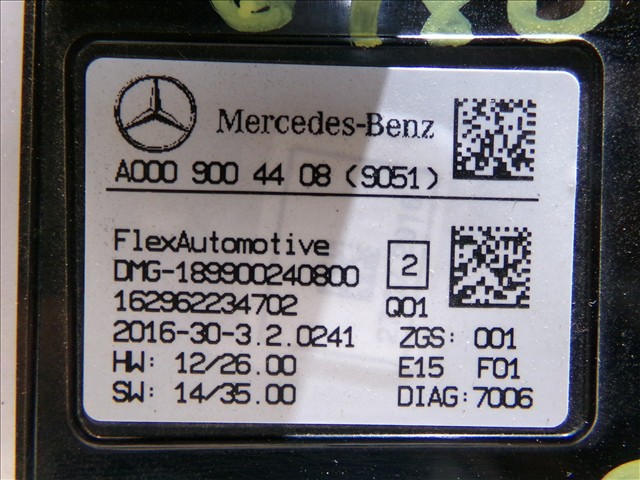 Mercedes-Benz
A000 900 44 08 (9051)
FlexAutomotive
DMG-189900240800
2
162962234702
Q01
2016-30-3.2.0241
ZGS: 001
HW: 12/26.00
E15 F01
SW: 14/35.00
DIAG:7006